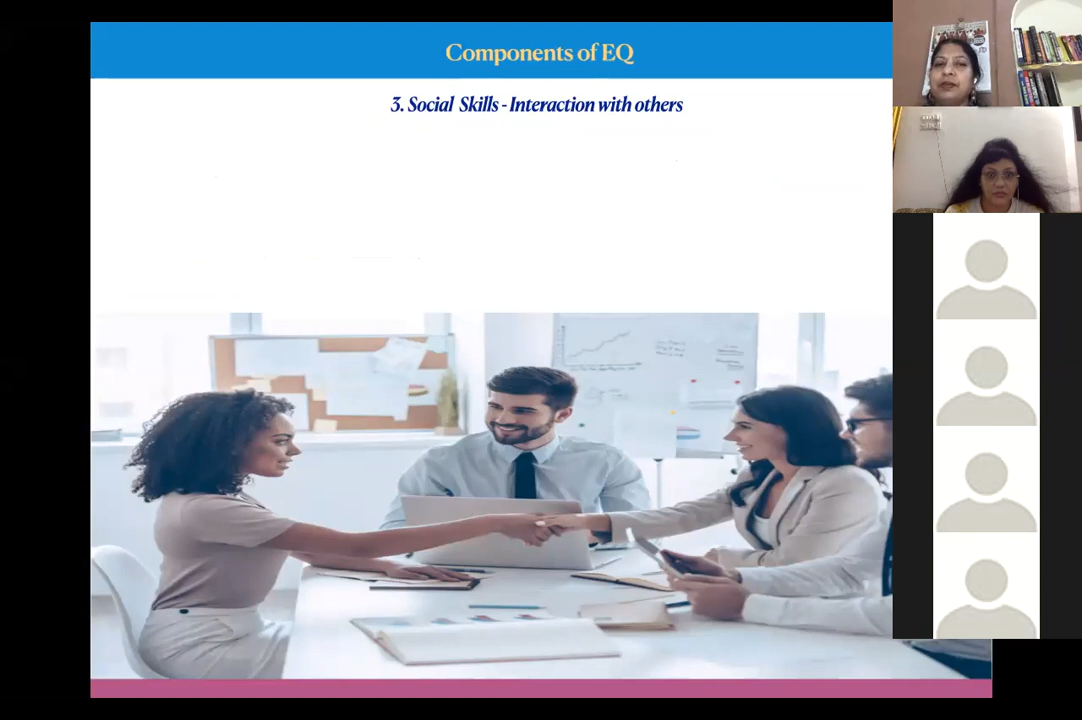 Components of EQ
3. Social Skills - Interaction with others